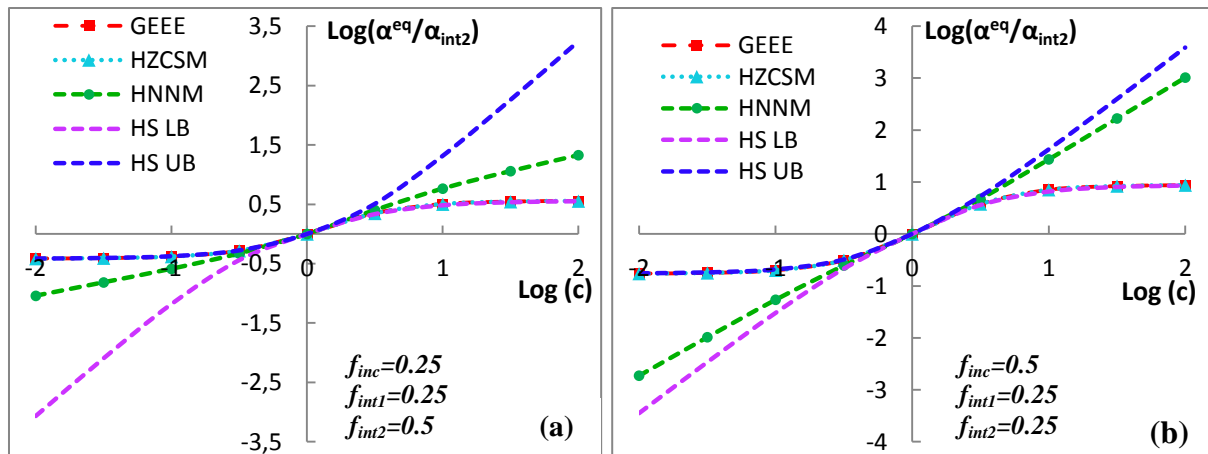 GEEE
HZCSM
HNNM
HS LB
HS UB
Log(α^eq/α_int2)
3,5
2,5
1,5
0,5
-0,5
-1,5
-2,5
-3,5
-2
-1
0
1
2
Log (c)
f_inc=0.25
f_int1=0.25
f_int2=0.5
(a)
GEEE
HZCSM
HNNM
HS LB
HS UB
Log(α^eq/α_int2)
4
3
2
1
0
-1
-2
-3
-4
-2
-1
0
1
2
Log (c)
f_inc=0.5
f_int1=0.25
f_int2=0.25
(b)